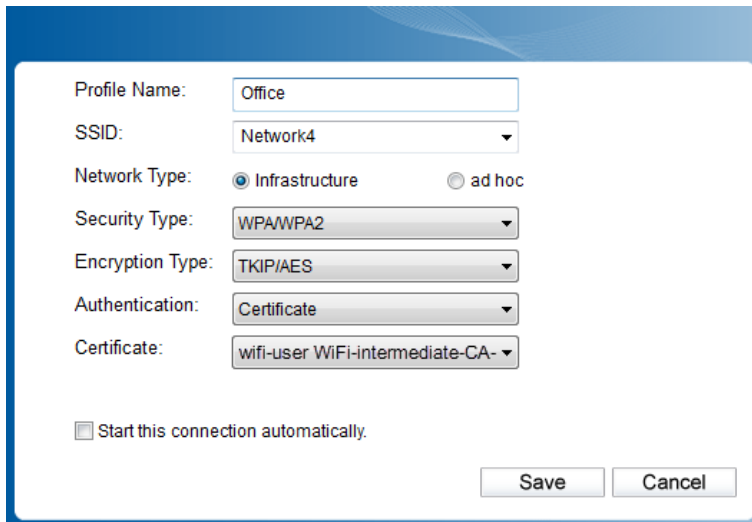 Profile Name: Office
SSID: Network4
Network Type: Infrastructure ad hoc
Security Type: WPA/WPA2
Encryption Type: TKIP/AES
Authentication: Certificate
Certificate: wifi-user WiFi-intermediate-CA-
Start this connection automatically.
Save Cancel